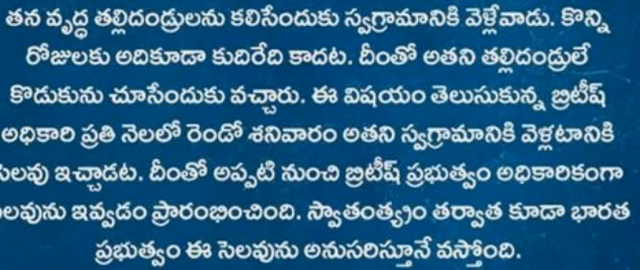 తన వృద్ధ తల్లిదండ్రులను కలిసేందుకు స్వగ్రామానికి వెళ్లేవాడు. కొన్ని
రోజులకు అదికూడా కుదిరేది కాదట. దీంతో అతని తల్లిదండ్రులే
కొడుకును చూసేందుకు వచ్చారు. ఈ విషయం తెలుసుకున్న బ్రిటీష్
అధికారి ప్రతి నెలలో రెండో శనివారం అతని స్వగ్రామానికి వెళ్లటానికి
సెలవు ఇచ్చాడట. దీంతో అప్పటి నుంచి బ్రిటీష్ ప్రభుత్వం అధికారికంగా
లవును ఇవ్వడం ప్రారంభించింది. స్వాతంత్య్రం తర్వాత కూడా భారత
ప్రభుత్వం ఈ సెలవును అనుసరిస్తూనే వస్తోంది.